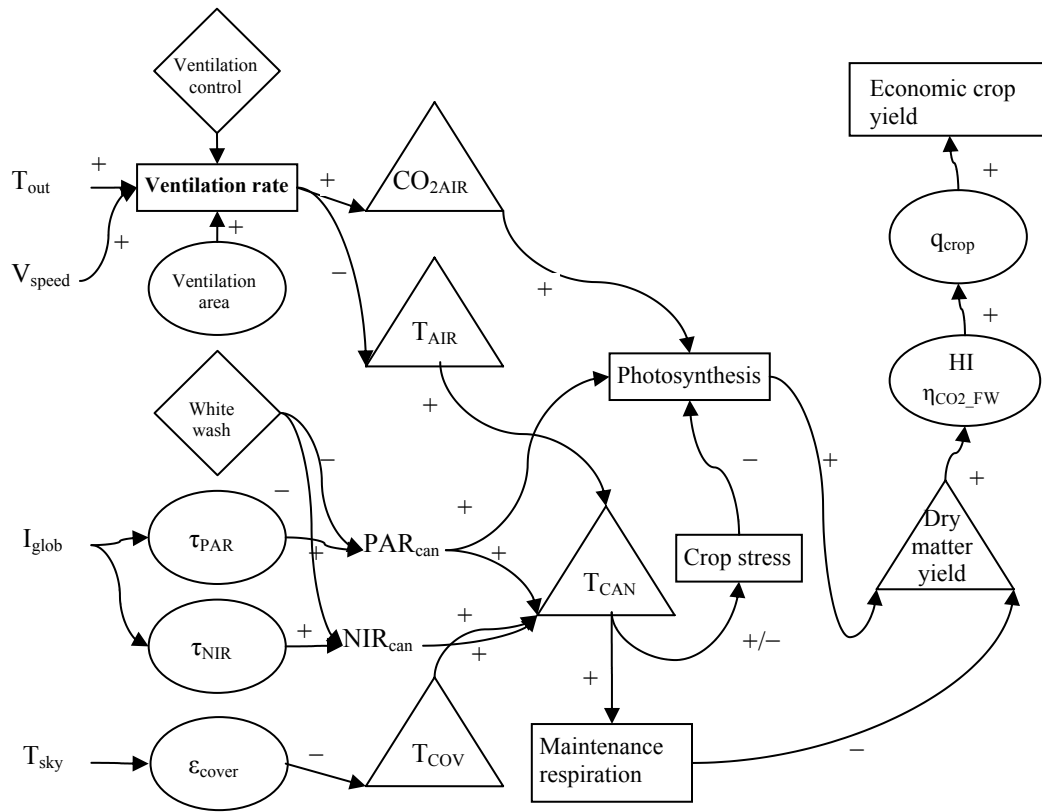 Ventilation
control
Economic crop
yield
+
T_out
Ventilation rate
+
CO_2AIR
+
q_crop
+
+
V_speed
Ventilation
area
−
+
+
T_AIR
Photosynthesis
HI
η_CO2_FW
+
White
wash
−
−
−
+
+
I_glob
τ_PAR
+
PAR_can
+
+
T_CAN
Crop stress
Dry
matter
yield
τ_NIR
+
NIR_can
+
+
+/−
+
T_sky
ε_cover
−
T_COV
Maintenance
respiration
−